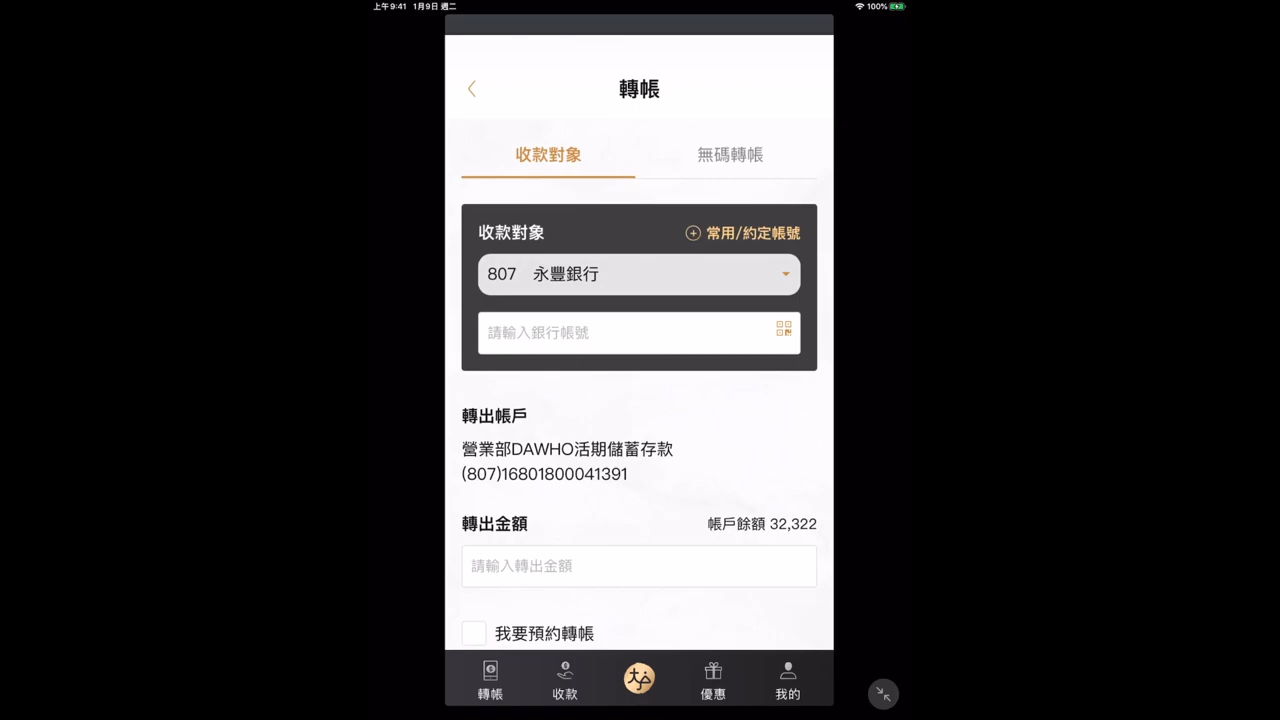 上午9:41 1月9日 週二
100%
轉帳
收款對象 無碼轉帳
收款對象 常用/約定帳號
807 永豐銀行
請輸入銀行帳號
轉出帳戶
營業部DAWHO活期儲蓄存款
(807)16801800041391
轉出金額 帳戶餘額 32,322
請輸入轉出金額
我要預約轉帳
轉帳 收款 大戶 優惠 我的